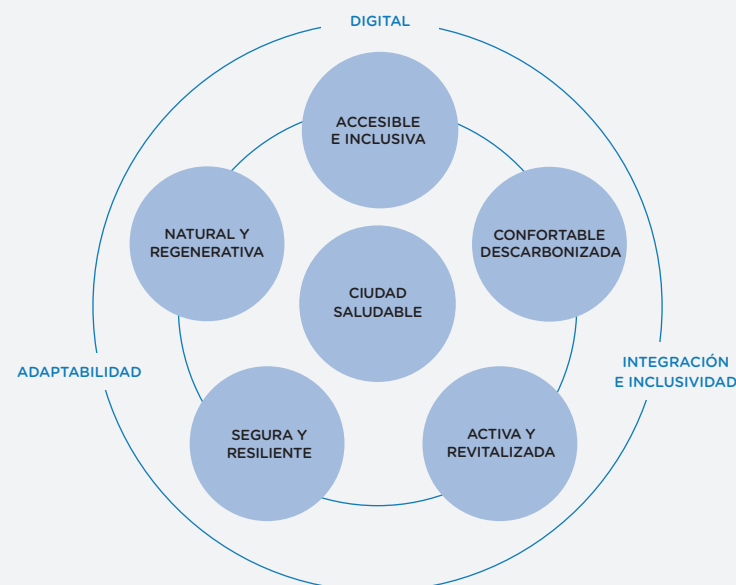 DIGITAL
ACCESIBLE
E INCLUSIVA
NATURAL Y
REGENERATIVA
CONFORTABLE
DESCARBONIZADA
CIUDAD
SALUDABLE
ADAPTABILIDAD
INTEGRACIÓN
E INCLUSIVIDAD
SEGURA Y
RESILIENTE
ACTIVA Y
REVITALIZADA